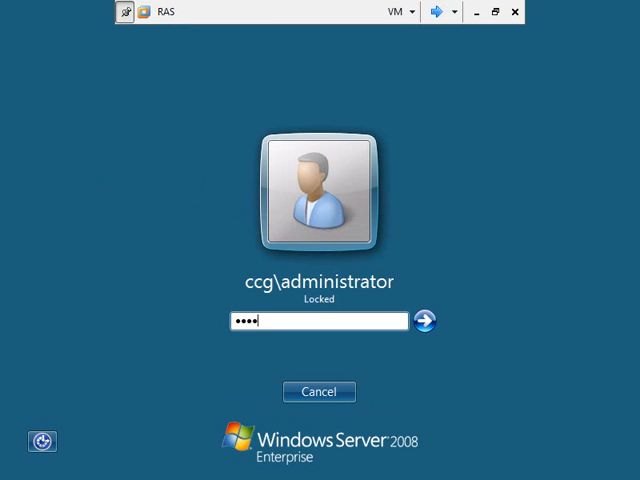 RAS
VM
ccg\administrator
Locked
••••
Cancel
Windows Server 2008
Enterprise